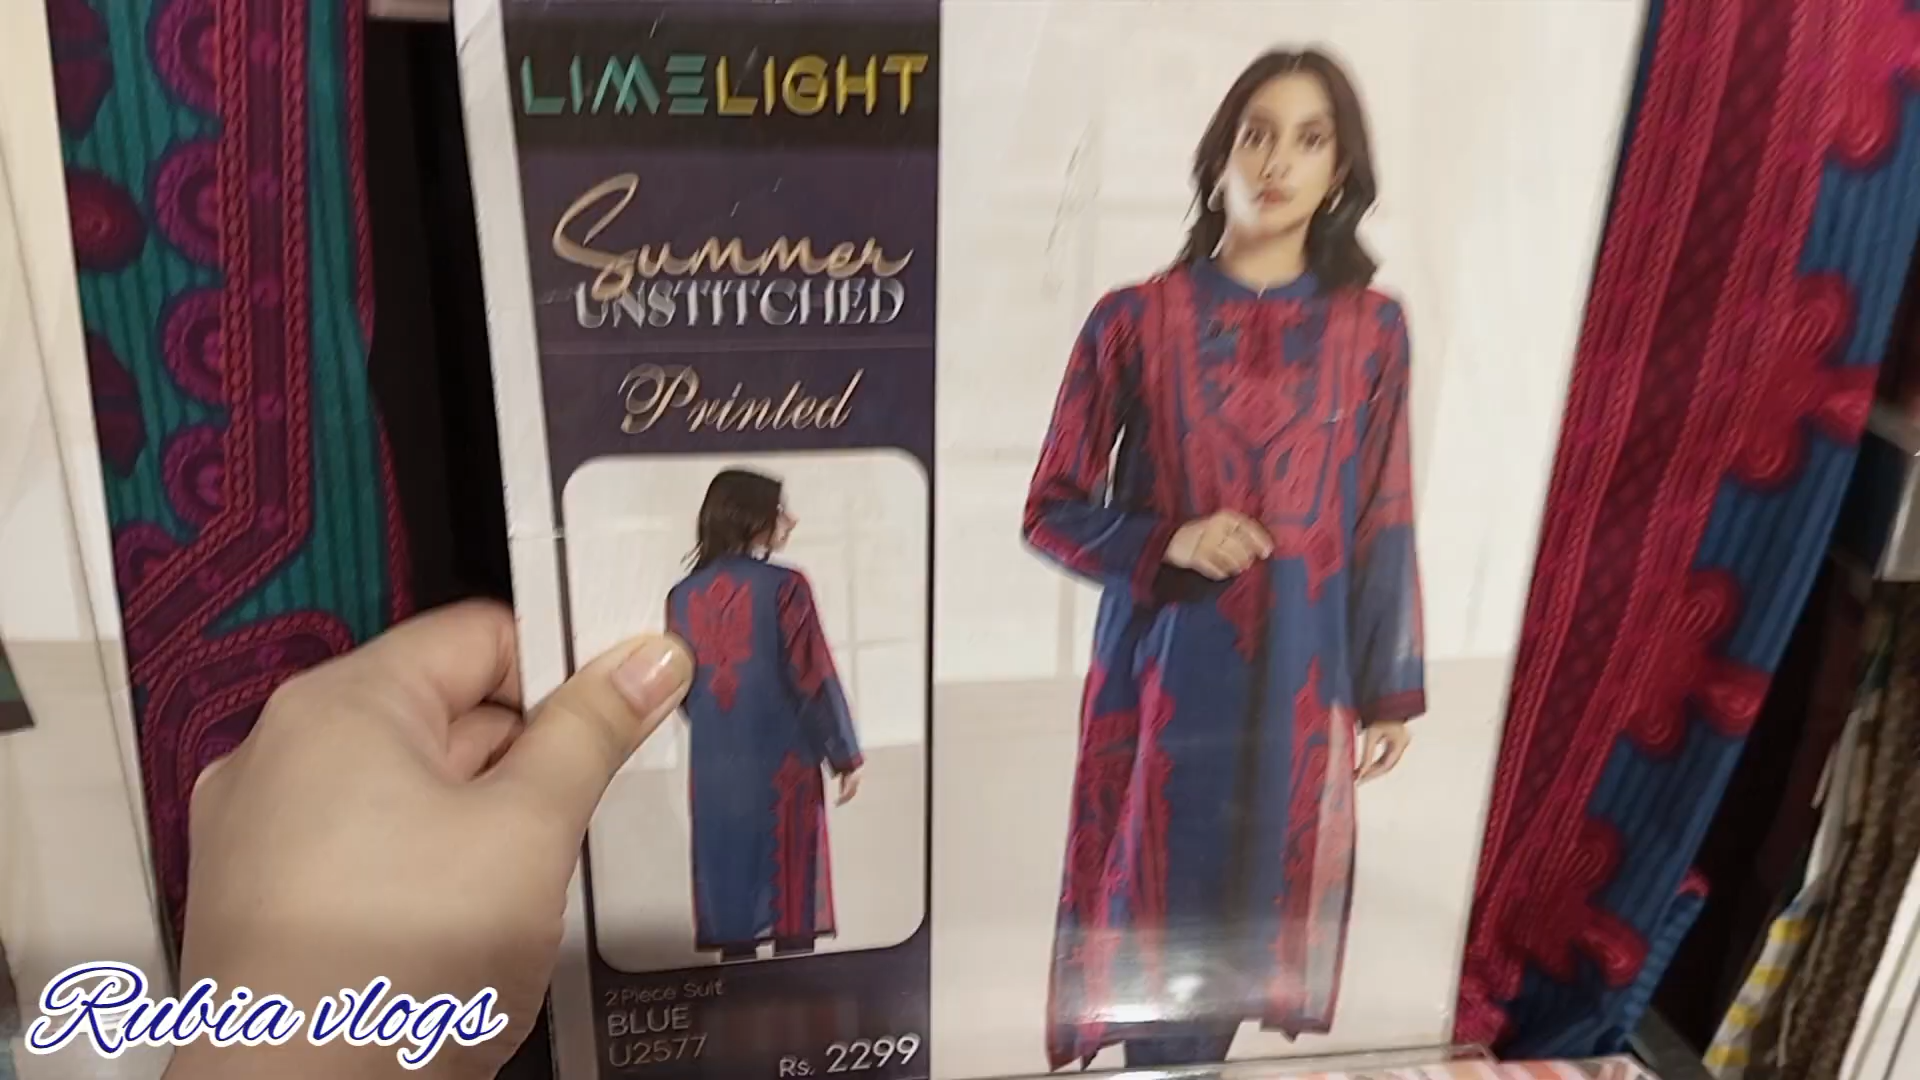 LIMELIGHT
Summer
UNSTITCHED
Printed
2 Piece Suit
BLUE
U2577
Rs. 2299
Rubia vlogs